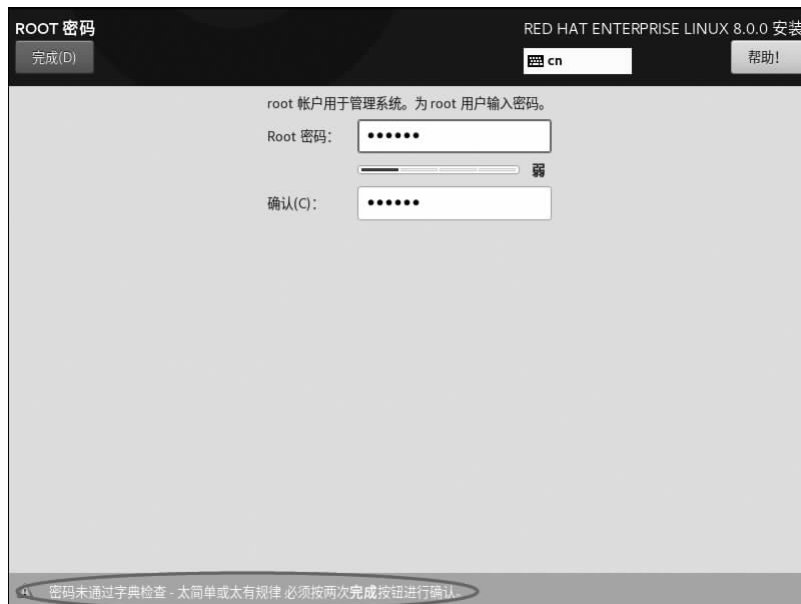 ROOT 密码
RED HAT ENTERPRISE LINUX 8.0.0 安装
完成(D)
cn
帮助!
root 帐户用于管理系统。为 root 用户输入密码。
Root 密码:
••••••
弱
确认(C):
••••••
密码未通过字典检查 - 太简单或太有规律 必须按两次完成按钮进行确认。